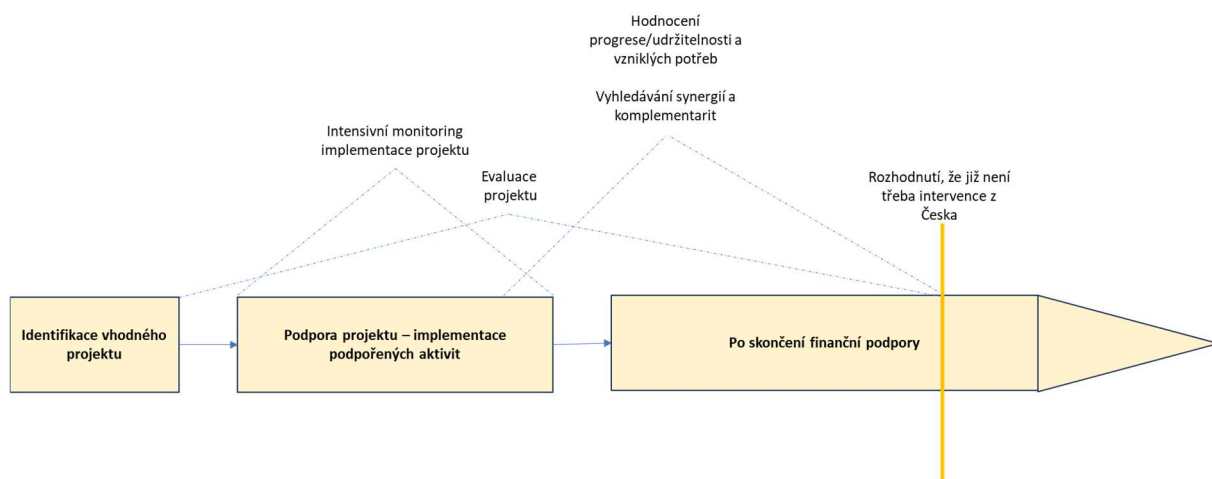 Hodnocení
progrese/udržitelnosti a
vzniklých potřeb
Vyhledávání synergií a
komplementarit
Intensivní monitoring
implementace projektu
Evaluace
projektu
Rozhodnutí, že již není
třeba intervence z
Česka
Identifikace vhodného
projektu
Podpora projektu – implementace
podpořených aktivit
Po skončení finanční podpory